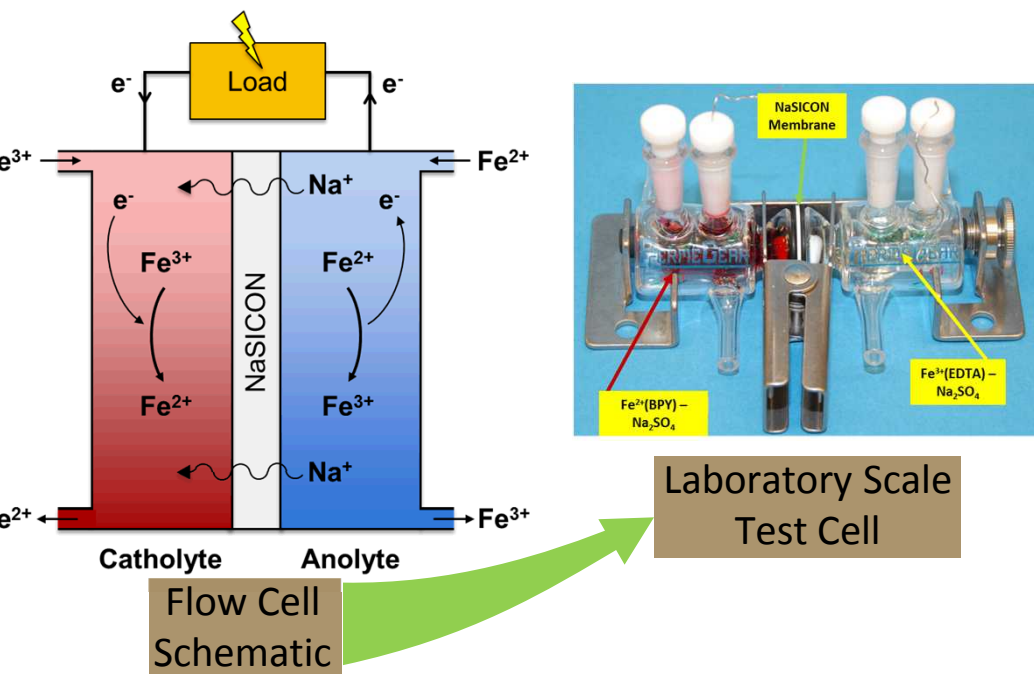 Load
e-
e-
e³⁺
Fe²⁺
Na⁺
e-
Fe³⁺
Fe²⁺
NaSICON
Fe²⁺
Fe³⁺
Na⁺
e²⁺
Fe³⁺
Catholyte
Anolyte
Flow Cell
Schematic
NaSICON
Membrane
PERMEGEAR
Fe²⁺(BPY) –
Na₂SO₄
Fe³⁺(EDTA) –
Na₂SO₄
Laboratory Scale
Test Cell